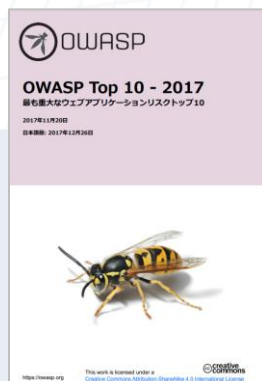 OWASP
OWASP Top 10 - 2017
最も重大なウェブアプリケーションリスクトップ10
2017年11月20日
日本語版: 2017年12月26日
https://owasp.org
This work is licensed under a
Creative Commons Attribution-ShareAlike 4.0 International License
creative commons